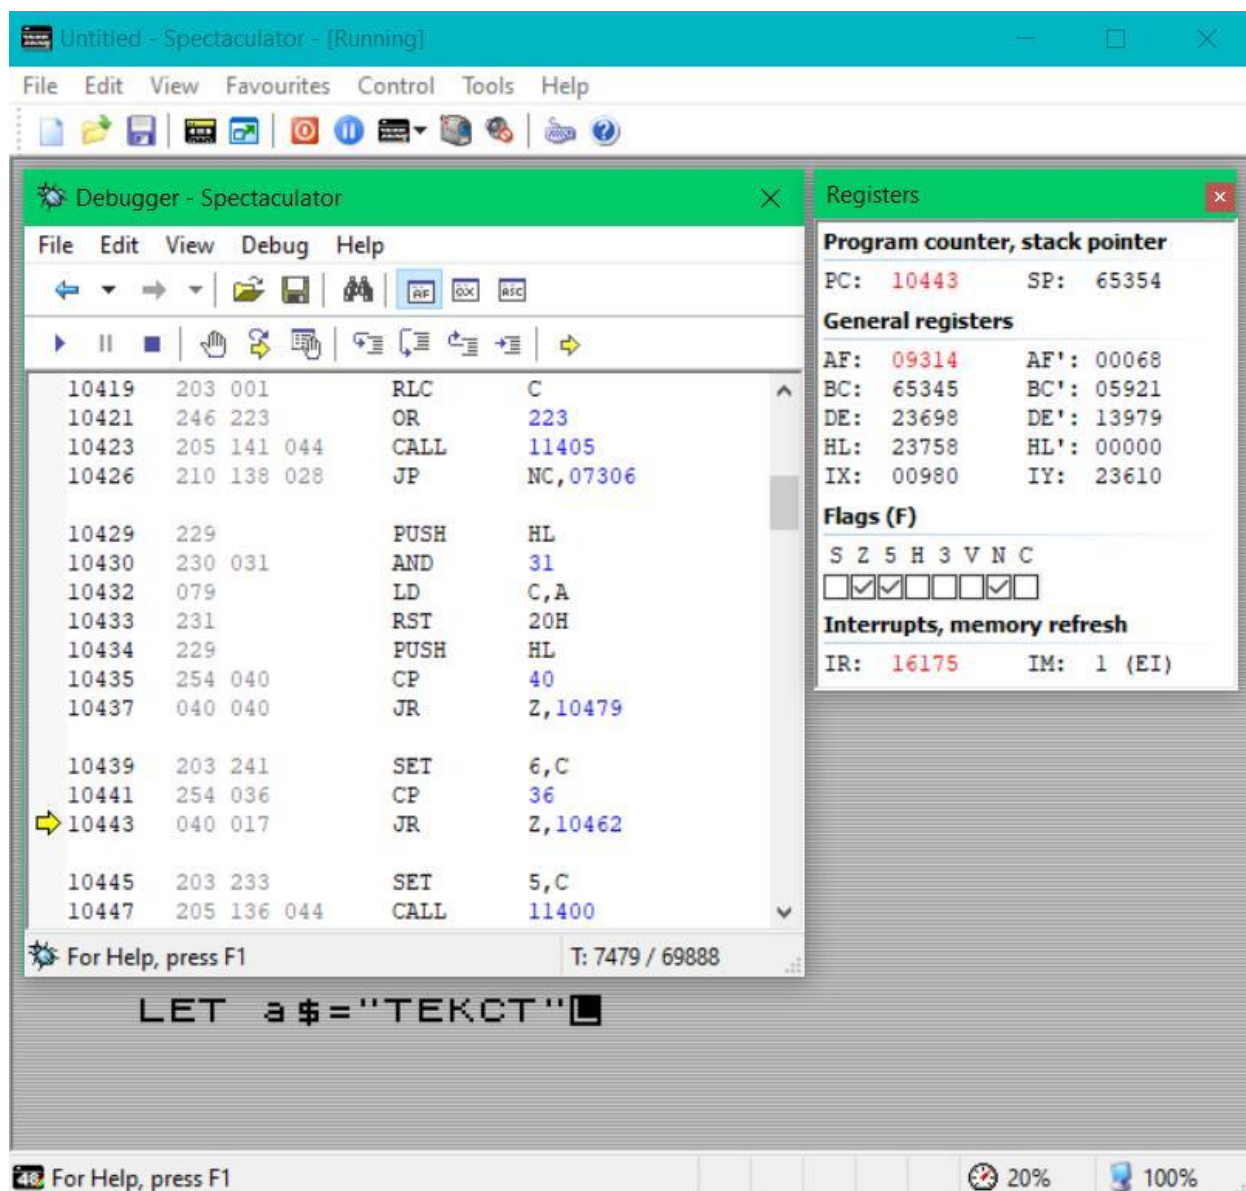 Untitled - Spectaculator - [Running]
File Edit View Favourites Control Tools Help
Debugger - Spectaculator
File Edit View Debug Help
AF 0X ASC
10419 203 001 RLC C
10421 246 223 OR 223
10423 205 141 044 CALL 11405
10426 210 138 028 JP NC,07306
10429 229 PUSH HL
10430 230 031 AND 31
10432 079 LD C,A
10433 231 RST 20H
10434 229 PUSH HL
10435 254 040 CP 40
10437 040 040 JR Z,10479
10439 203 241 SET 6,C
10441 254 036 CP 36
10443 040 017 JR Z,10462
10445 203 233 SET 5,C
10447 205 136 044 CALL 11400
For Help, press F1 T: 7479 / 69888
Registers
Program counter, stack pointer
PC: 10443 SP: 65354
General registers
AF: 09314 AF': 00068
BC: 65345 BC': 05921
DE: 23698 DE': 13979
HL: 23758 HL': 00000
IX: 00980 IY: 23610
Flags (F)
S Z 5 H 3 V N C
Interrupts, memory refresh
IR: 16175 IM: 1 (EI)
LET a$="ТЕКСТ"L
48 For Help, press F1 20% 100%